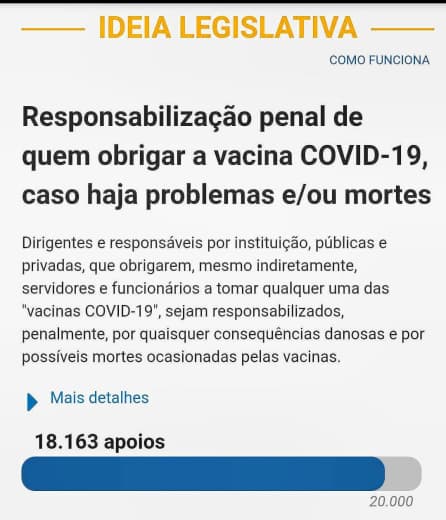 IDEIA LEGISLATIVA
COMO FUNCIONA
Responsabilização penal de
quem obrigar a vacina COVID-19,
caso haja problemas e/ou mortes
Dirigentes e responsáveis por instituição, públicas e
privadas, que obrigarem, mesmo indiretamente,
servidores e funcionários a tomar qualquer uma das
"vacinas COVID-19", sejam responsabilizados,
penalmente, por quaisquer consequências danosas e por
possíveis mortes ocasionadas pelas vacinas.
Mais detalhes
18.163 apoios
20.000